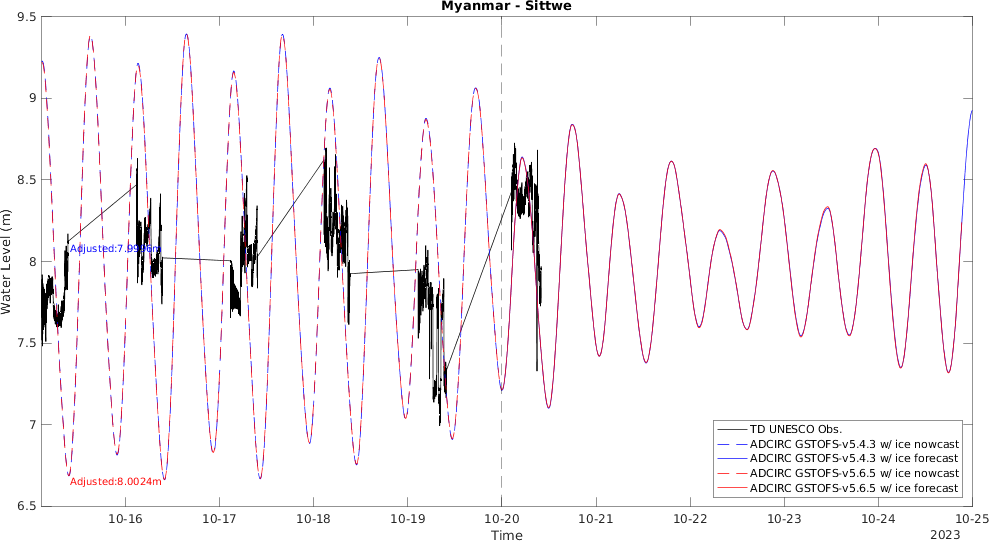 Myanmar - Sittwe
9.5
9
8.5
8
7.5
7
6.5
Water Level (m)
Adjusted:8.0024m
10-16
10-17
10-18
10-19
10-20
10-21
10-22
10-23
10-24
10-25
2023
Time
TD UNESCO Obs.
ADCIRC GSTOFS-v5.4.3 w/ ice nowcast
ADCIRC GSTOFS-v5.4.3 w/ ice forecast
ADCIRC GSTOFS-v5.6.5 w/ ice nowcast
ADCIRC GSTOFS-v5.6.5 w/ ice forecast